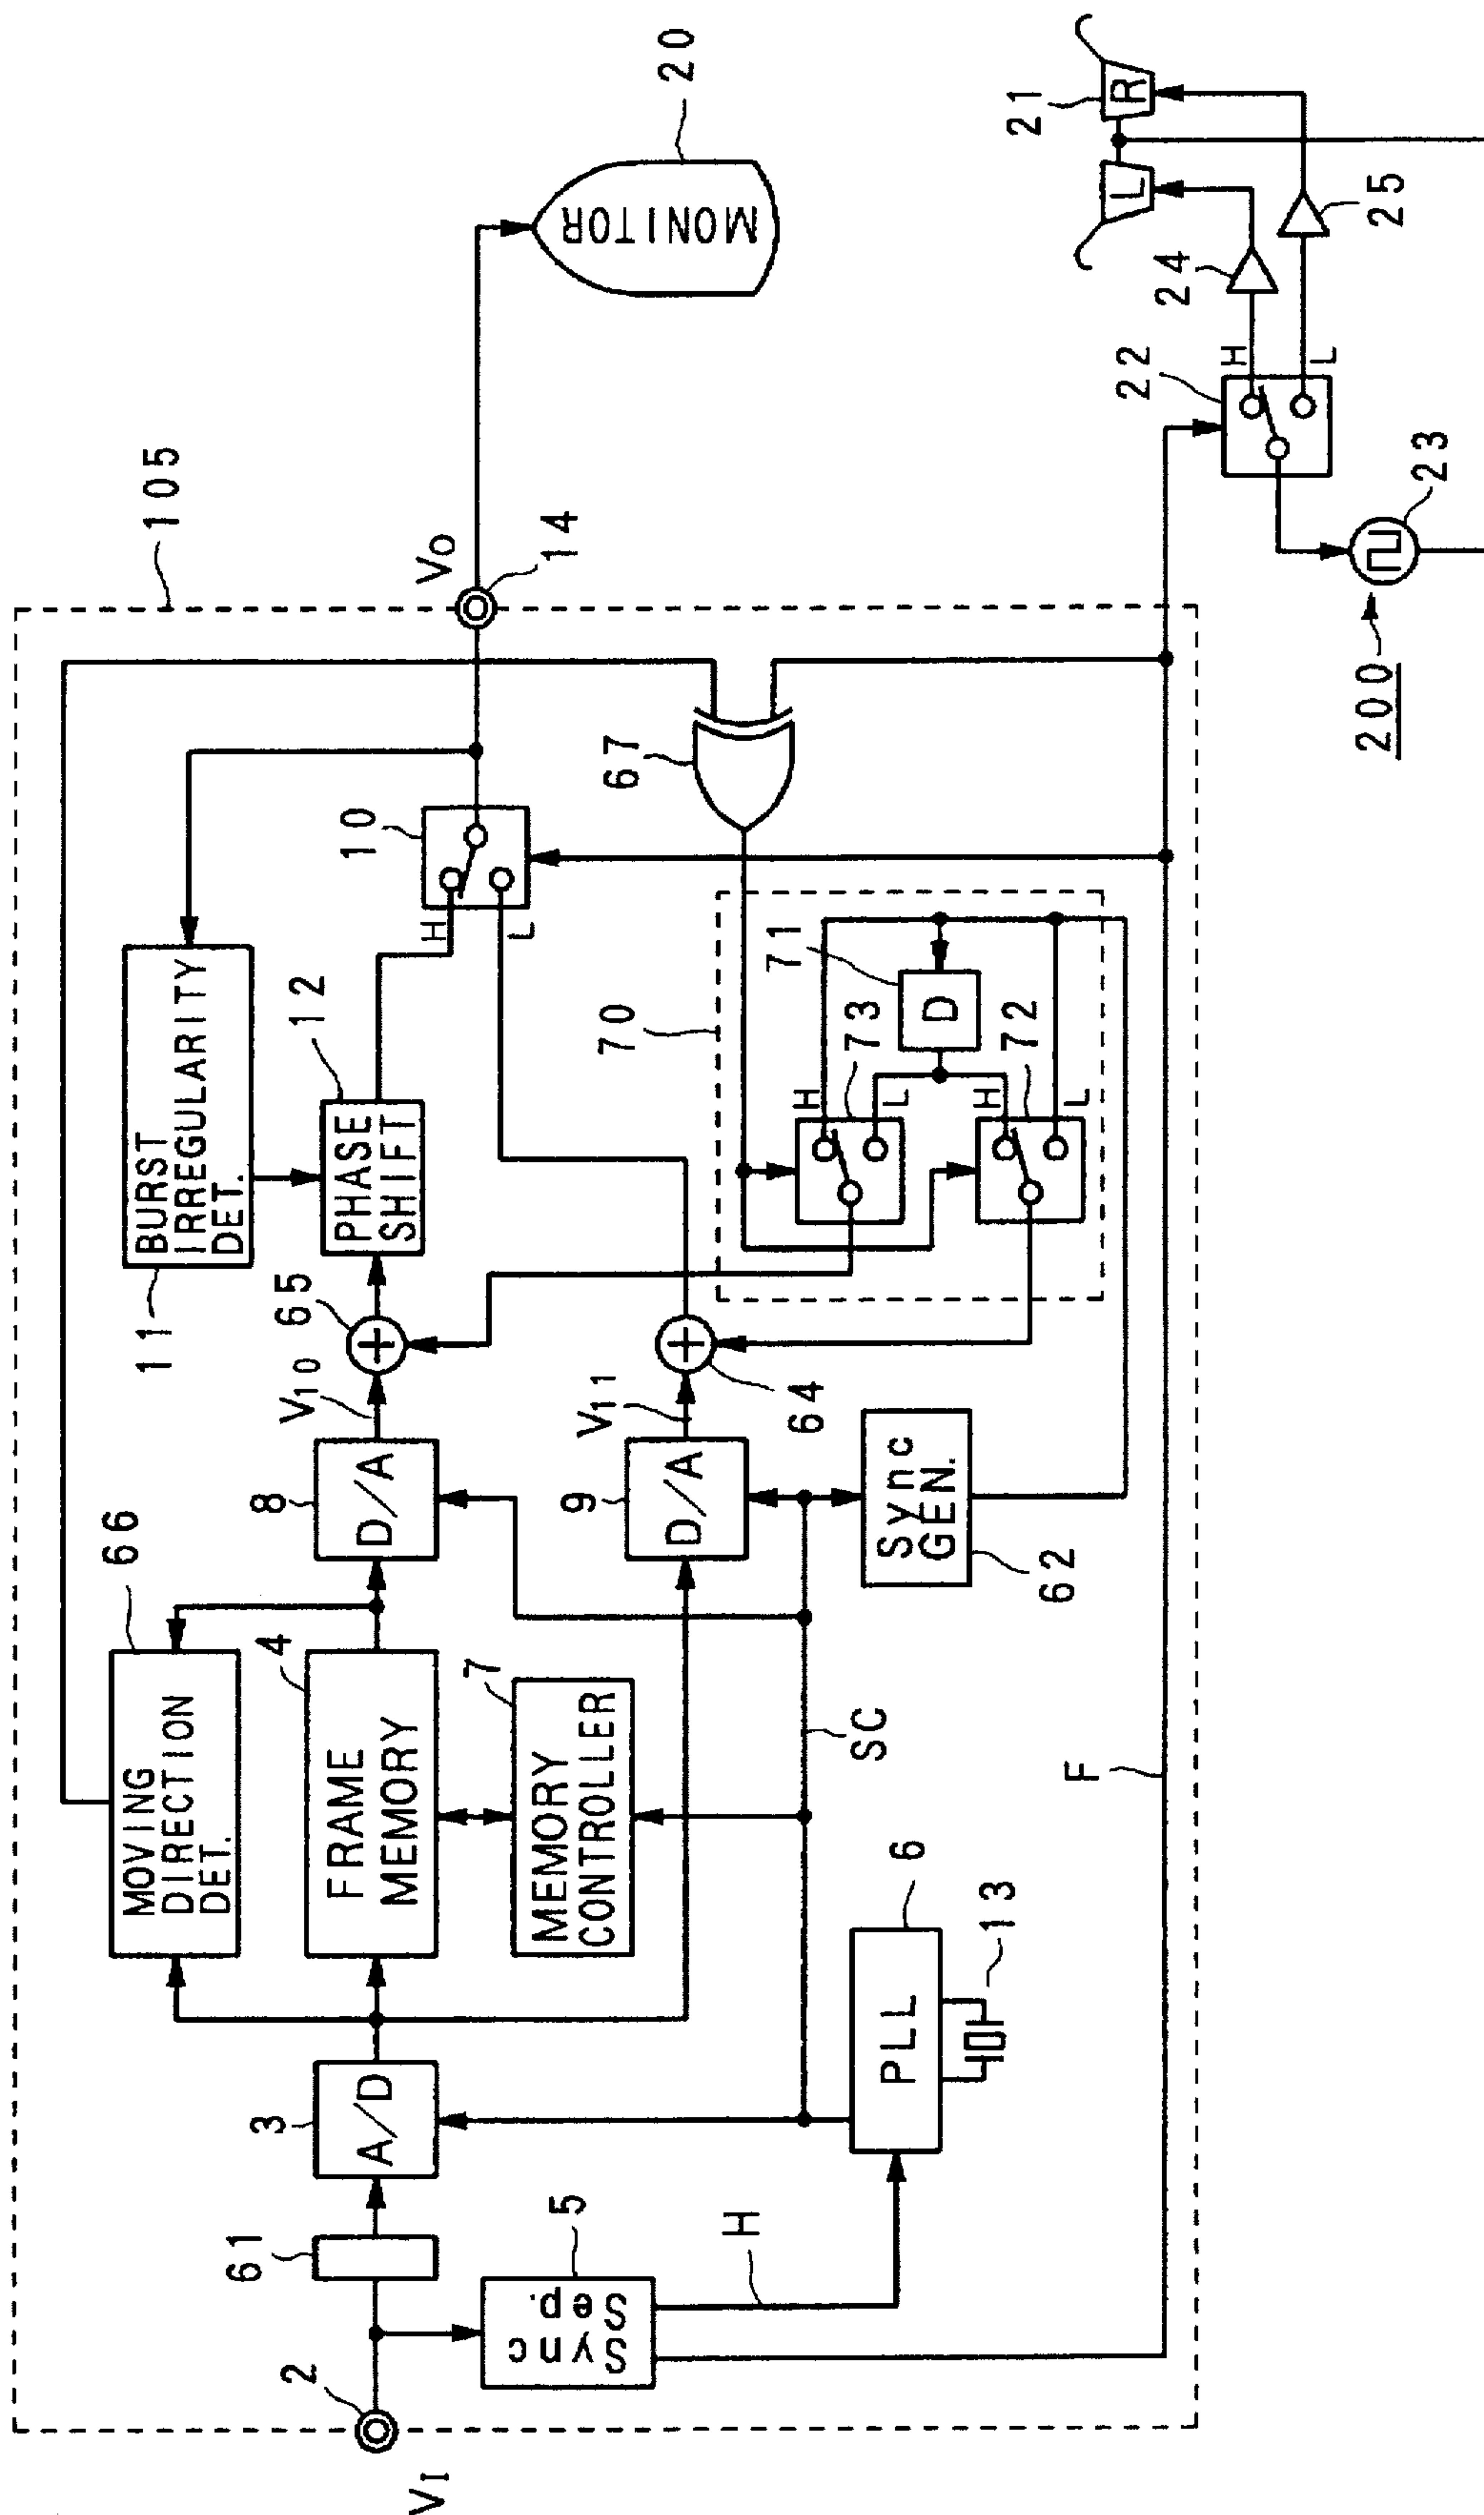 105
MOVING
DIRECTION
DET.
66
11
BURST
IRREGULARITY
DET.
VI
2
61
3
A/D
4
FRAME
MEMORY
8
D/A
V10
65
12
PHASE
SHIFT
H
L
10
VO
14
20
MONITOR
5
Sync
Sep.
H
7
MEMORY
CONTROLLER
9
D/A
V11
64
67
70
71
D
73
H
L
72
H
L
6
PLL
13
SC
62
Sync
GEN.
F
200
23
22
H
L
24
25
21
L
R